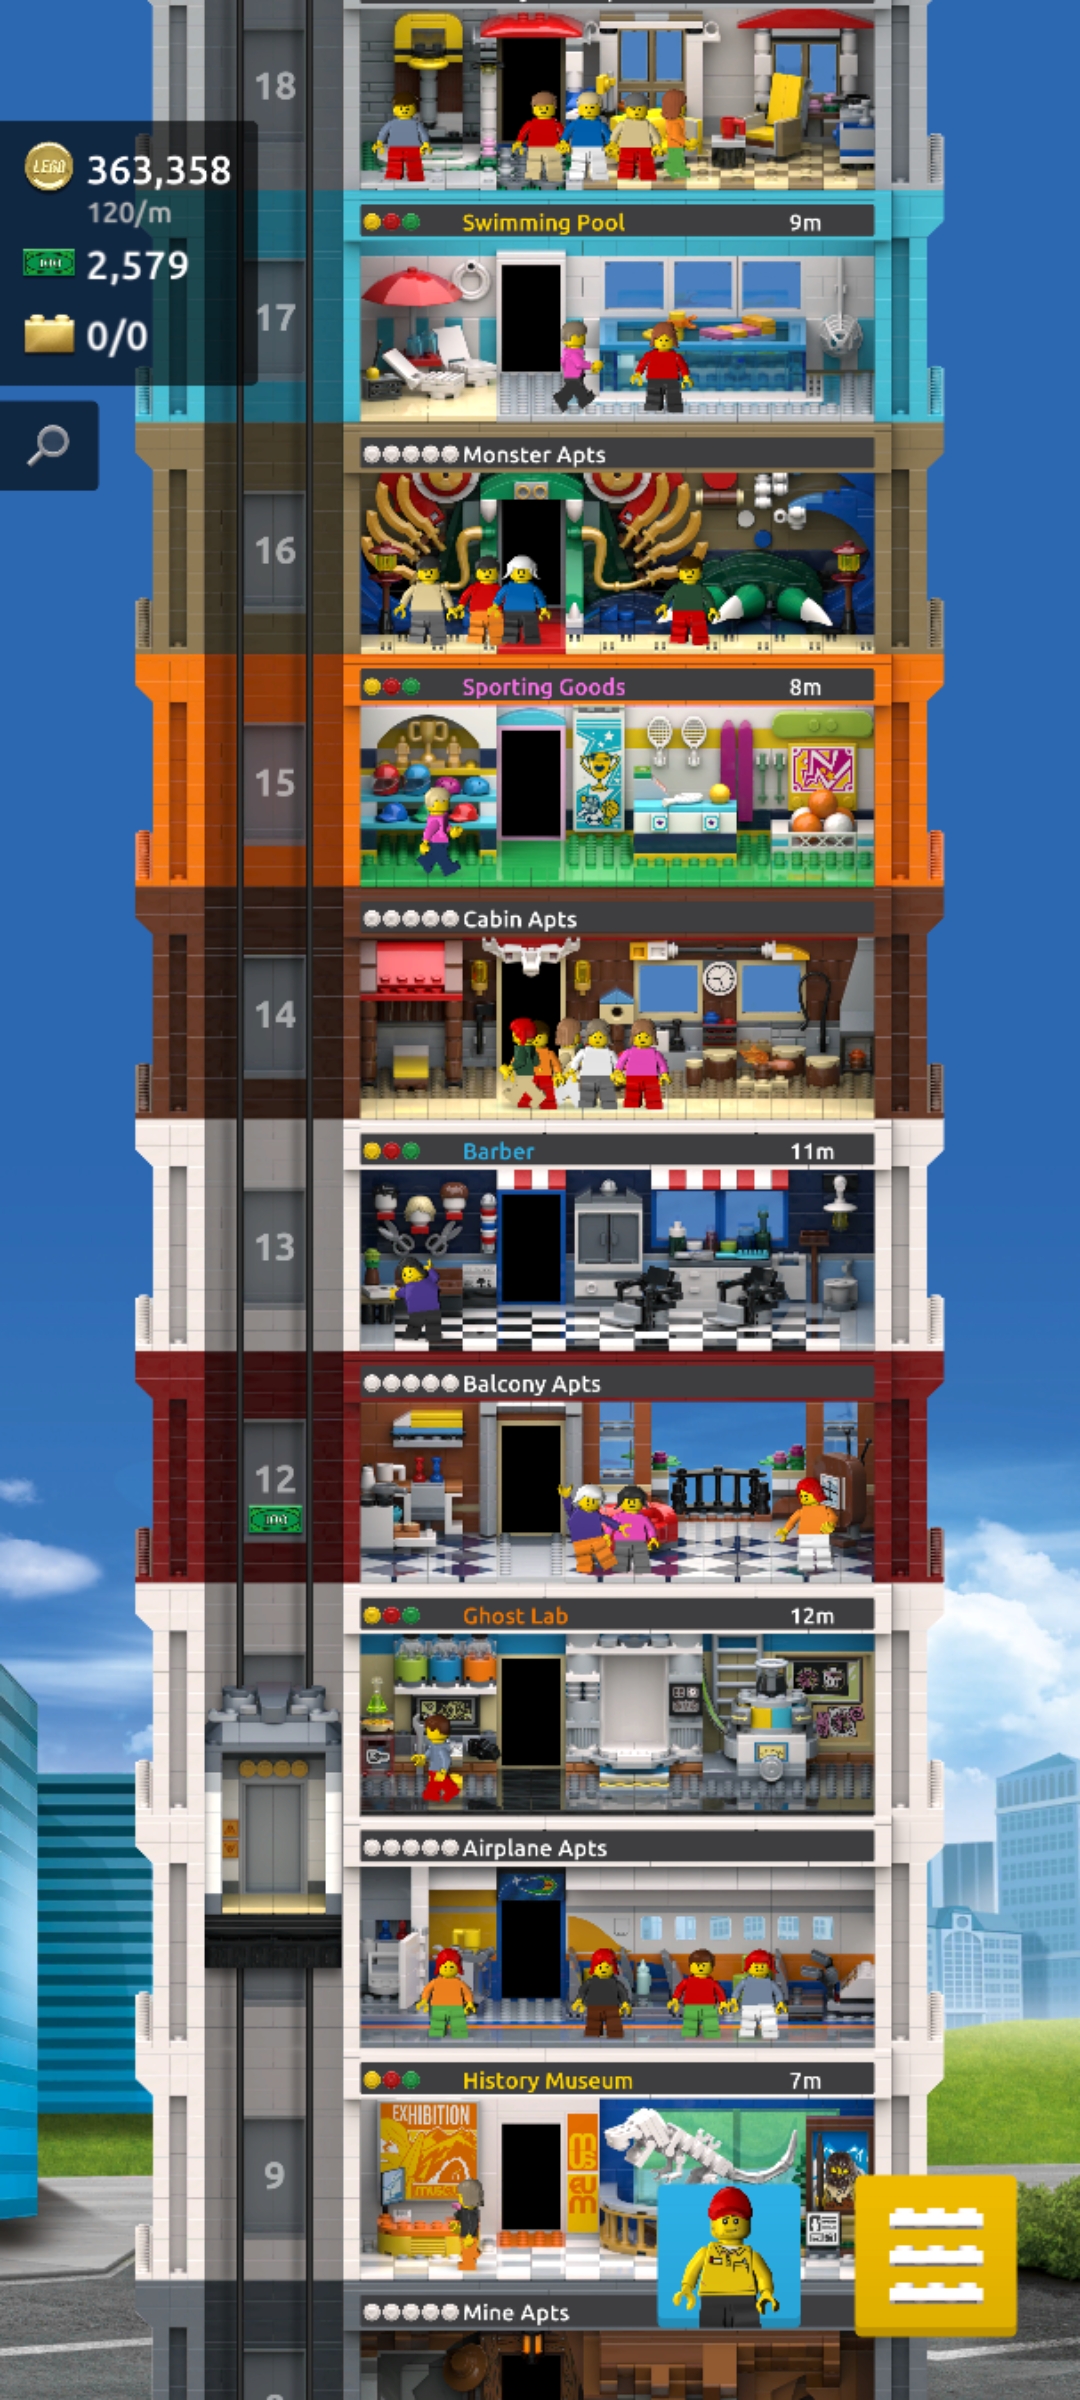 18
LEGO 363,358
120/m
2,579
0/0
Swimming Pool 9m
17
Monster Apts
16
Sporting Goods 8m
15
Cabin Apts
14
Barber 11m
13
Balcony Apts
12
Ghost Lab 12m
Airplane Apts
History Museum 7m
EXHIBITION
9
Mine Apts